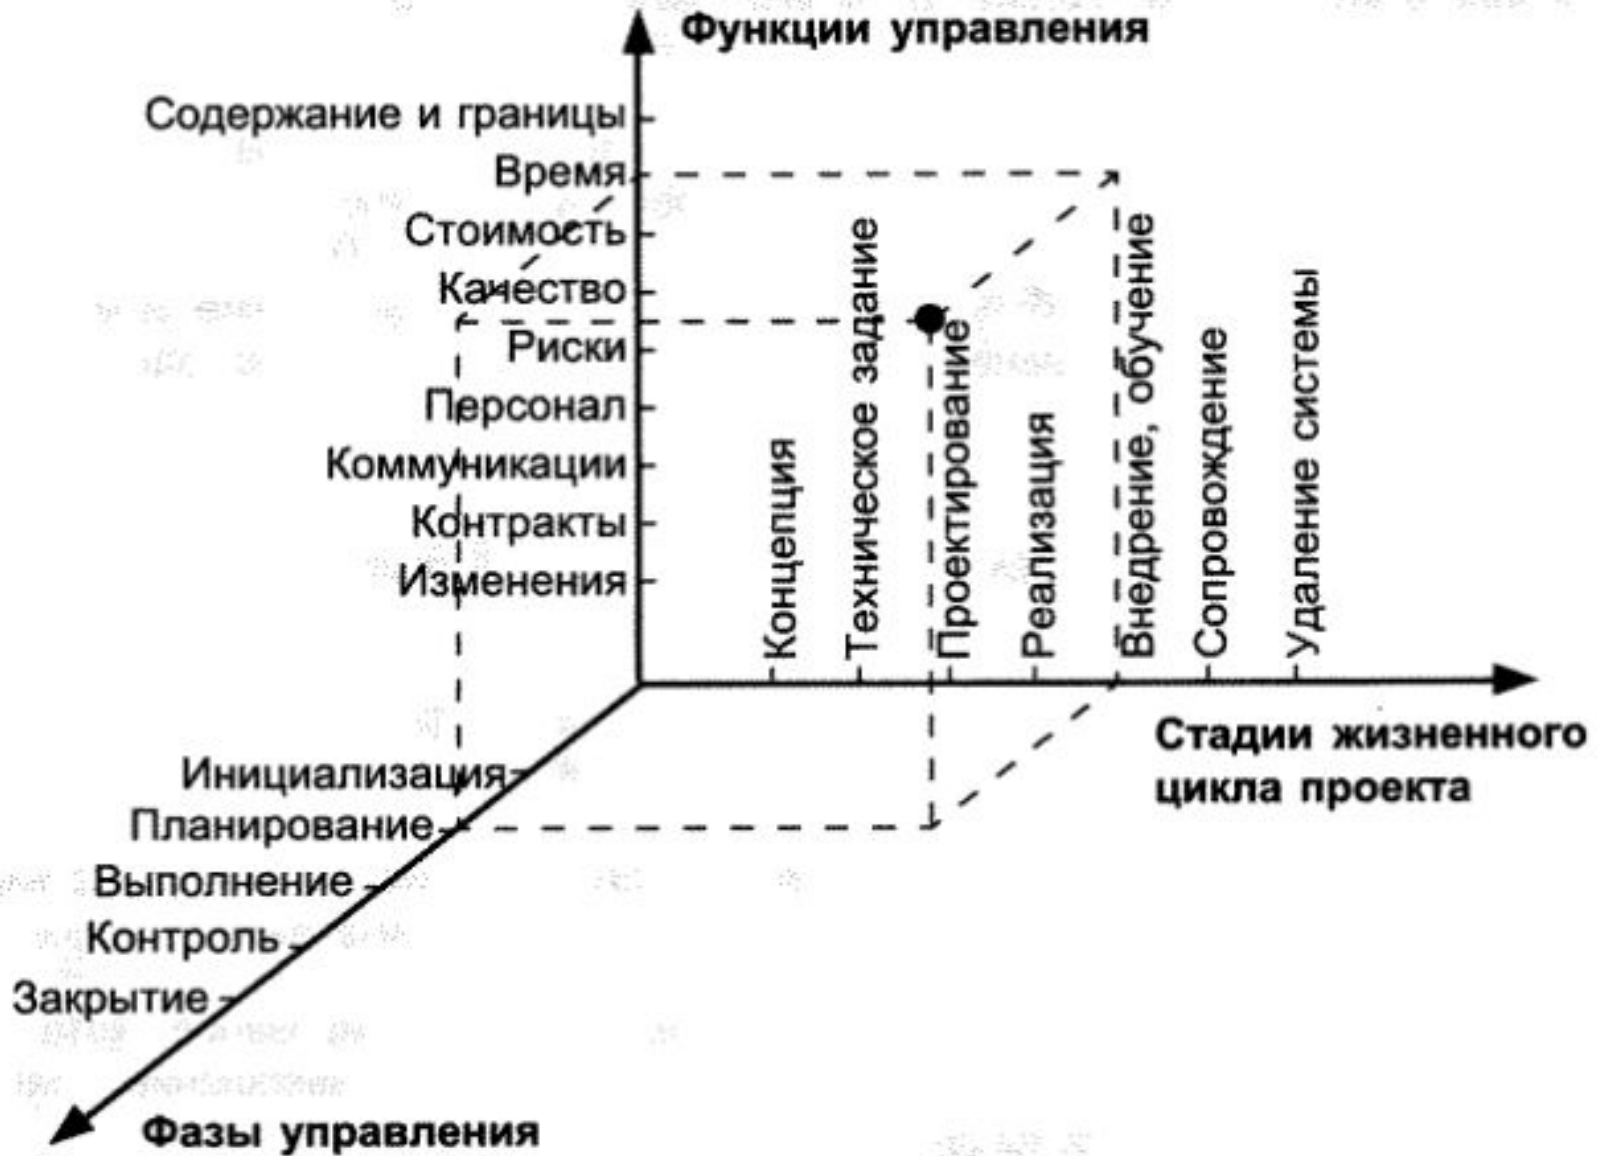 Функции управления
Содержание и границы
Время
Стоимость
Качество
Риски
Персонал
Коммуникации
Контракты
Изменения
Концепция
Техническое задание
Проектирование
Реализация
Внедрение, обучение
Сопровождение
Удаление системы
Стадии жизненного
цикла проекта
Инициализация
Планирование
Выполнение
Контроль
Закрытие
Фазы управления